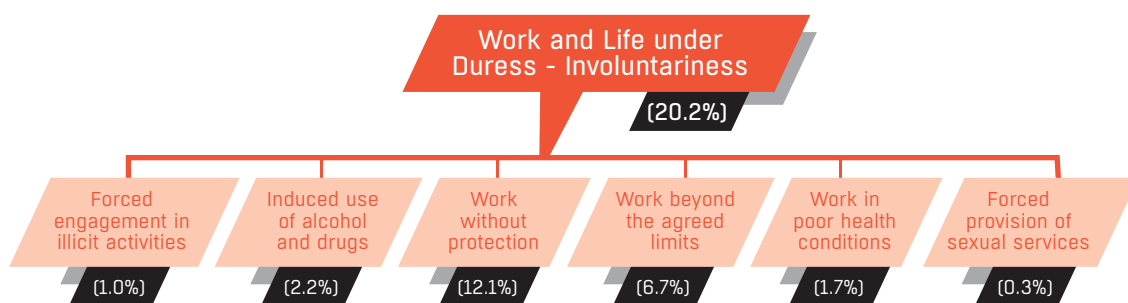 Work and Life under
Duress - Involuntariness
(20.2%)
Forced
engagement in
illicit activities
(1.0%)
Induced use
of alcohol
and drugs
(2.2%)
Work
without
protection
(12.1%)
Work beyond
the agreed
limits
(6.7%)
Work in
poor health
conditions
(1.7%)
Forced
provision of
sexual services
(0.3%)